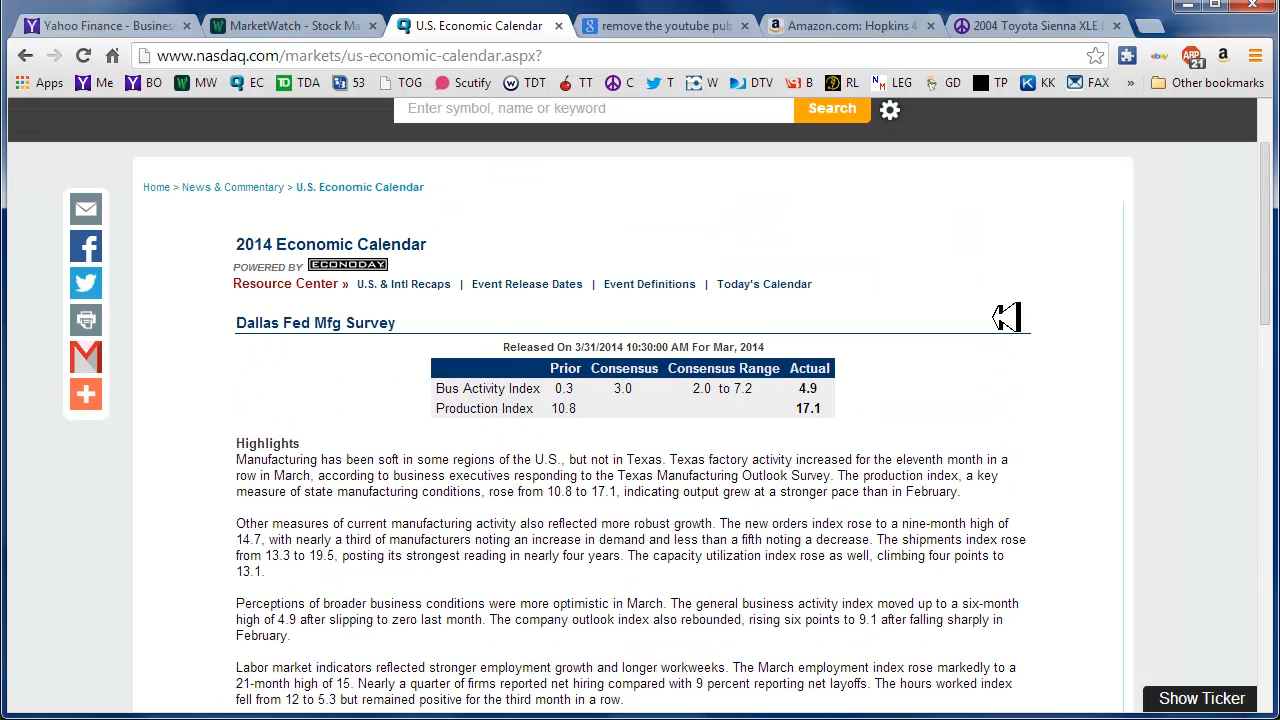 Yahoo Finance - Busines
MarketWatch - Stock Ma
U.S. Economic Calendar
remove the youtube pub
Amazon.com: Hopkins
2004 Toyota Sienna XLE
www.nasdaq.com/markets/us-economic-calendar.aspx?
ABP
21
Apps
Me
BO
MW
EC
TDA
53
TOG
Scutify
TDT
TT
C
T
W
DTV
B
RL
LEG
GD
TP
KK
FAX
»
Other bookmarks
Enter symbol, name or keyword
Search
Home > News & Commentary > U.S. Economic Calendar
2014 Economic Calendar
POWERED BY ECONODAY
Resource Center » U.S. & Intl Recaps | Event Release Dates | Event Definitions | Today's Calendar
Dallas Fed Mfg Survey
Released On 3/31/2014 10:30:00 AM For Mar, 2014
Prior Consensus Consensus Range Actual
Bus Activity Index 0.3 3.0 2.0 to 7.2 4.9
Production Index 10.8 17.1
Highlights
Manufacturing has been soft in some regions of the U.S., but not in Texas. Texas factory activity increased for the eleventh month in a
row in March, according to business executives responding to the Texas Manufacturing Outlook Survey. The production index, a key
measure of state manufacturing conditions, rose from 10.8 to 17.1, indicating output grew at a stronger pace than in February.
Other measures of current manufacturing activity also reflected more robust growth. The new orders index rose to a nine-month high of
14.7, with nearly a third of manufacturers noting an increase in demand and less than a fifth noting a decrease. The shipments index rose
from 13.3 to 19.5, posting its strongest reading in nearly four years. The capacity utilization index rose as well, climbing four points to
13.1.
Perceptions of broader business conditions were more optimistic in March. The general business activity index moved up to a six-month
high of 4.9 after slipping to zero last month. The company outlook index also rebounded, rising six points to 9.1 after falling sharply in
February.
Labor market indicators reflected stronger employment growth and longer workweeks. The March employment index rose markedly to a
21-month high of 15. Nearly a quarter of firms reported net hiring compared with 9 percent reporting net layoffs. The hours worked index
fell from 12 to 5.3 but remained positive for the third month in a row.
Show Ticker